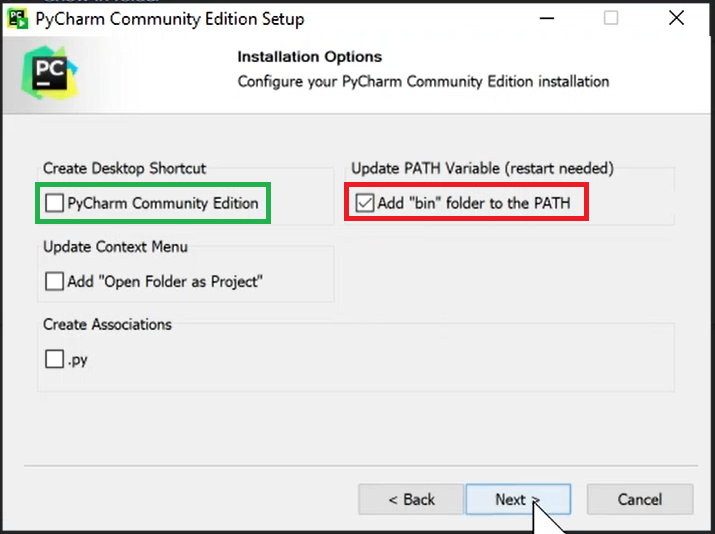 PyCharm Community Edition Setup
PC
Installation Options
Configure your PyCharm Community Edition installation
Create Desktop Shortcut
PyCharm Community Edition
Update PATH Variable (restart needed)
Add "bin" folder to the PATH
Update Context Menu
Add "Open Folder as Project"
Create Associations
.py
< Back
Next >
Cancel